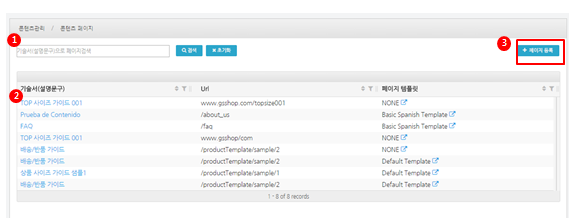 콘텐츠관리 / 콘텐츠 페이지
1
3
기술서(설명문구)으로 페이지검색 검색 초기화 + 페이지 등록
2
기술서(설명문구) Url 페이지 템플릿
TOP 사이즈 가이드 001 www.gsshop.com/topsize001 NONE
Prueba de Contenido /about_us Basic Spanish Template
FAQ /faq Basic Spanish Template
TOP 사이즈 가이드 001 www.gsshop/com NONE
배송/반품 가이드 /productTemplate/sample/2 NONE
배송/반품 가이드 /productTemplate/sample/2 Default Template
상품 사이즈 가이드 샘플1 /productTemplate/sample/1 Default Template
배송/반품 가이드 /productTemplate/sample/2 Default Template
1 - 8 of 8 records